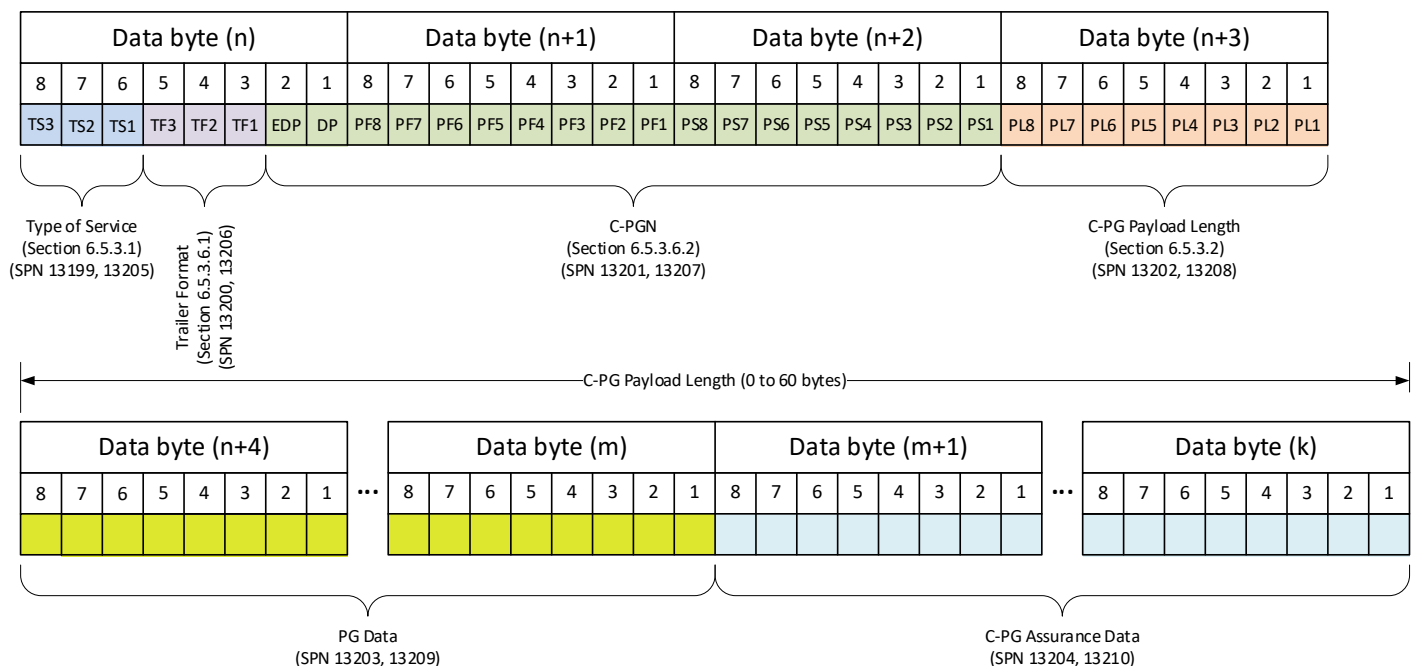 Data byte (n) Data byte (n+1) Data byte (n+2) Data byte (n+3)
8 7 6 5 4 3 2 1 8 7 6 5 4 3 2 1 8 7 6 5 4 3 2 1 8 7 6 5 4 3 2 1
TS3 TS2 TS1 TF3 TF2 TF1 EDP DP PF8 PF7 PF6 PF5 PF4 PF3 PF2 PF1 PS8 PS7 PS6 PS5 PS4 PS3 PS2 PS1 PL8 PL7 PL6 PL5 PL4 PL3 PL2 PL1
Type of Service
(Section 6.5.3.1)
(SPN 13199, 13205)
Trailer Format
(Section 6.5.3.6.1)
(SPN 13200, 13206)
C-PGN
(Section 6.5.3.6.2)
(SPN 13201, 13207)
C-PG Payload Length
(Section 6.5.3.2)
(SPN 13202, 13208)
C-PG Payload Length (0 to 60 bytes)
Data byte (n+4) Data byte (m) Data byte (m+1) Data byte (k)
8 7 6 5 4 3 2 1 ... 8 7 6 5 4 3 2 1 8 7 6 5 4 3 2 1 ... 8 7 6 5 4 3 2 1
PG Data
(SPN 13203, 13209)
C-PG Assurance Data
(SPN 13204, 13210)